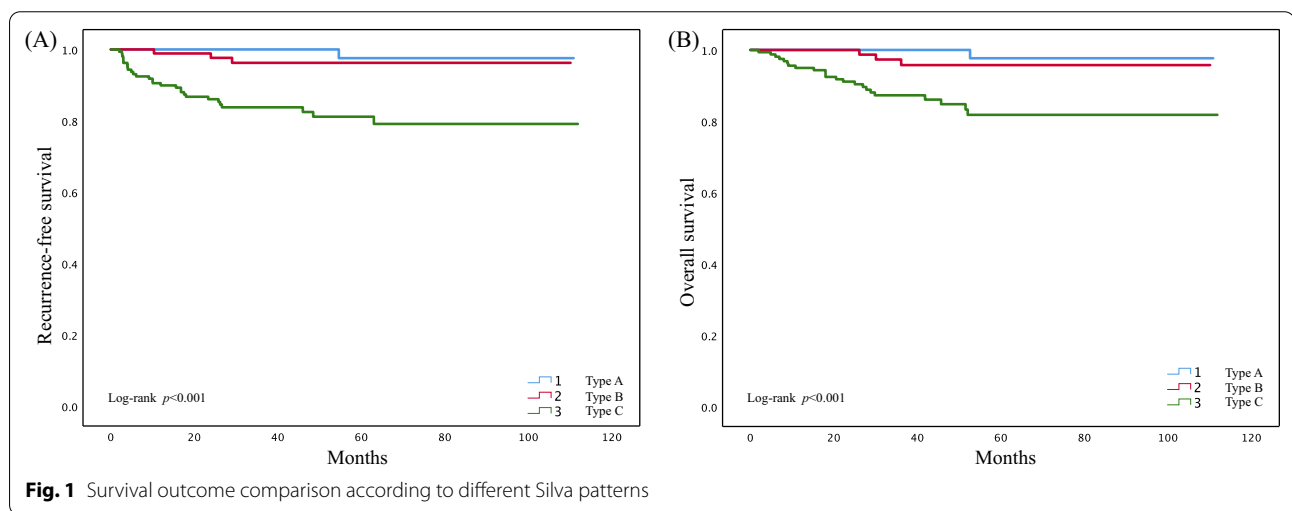 (A)
Recurrence-free survival
1.0
0.8
0.6
0.4
0.2
0.0
Log-rank p<0.001
1 Type A
2 Type B
3 Type C
0 20 40 60 80 100 120
Months
(B)
Overall survival
1.0
0.8
0.6
0.4
0.2
0.0
Log-rank p<0.001
1 Type A
2 Type B
3 Type C
0 20 40 60 80 100 120
Months
Fig. 1 Survival outcome comparison according to different Silva patterns